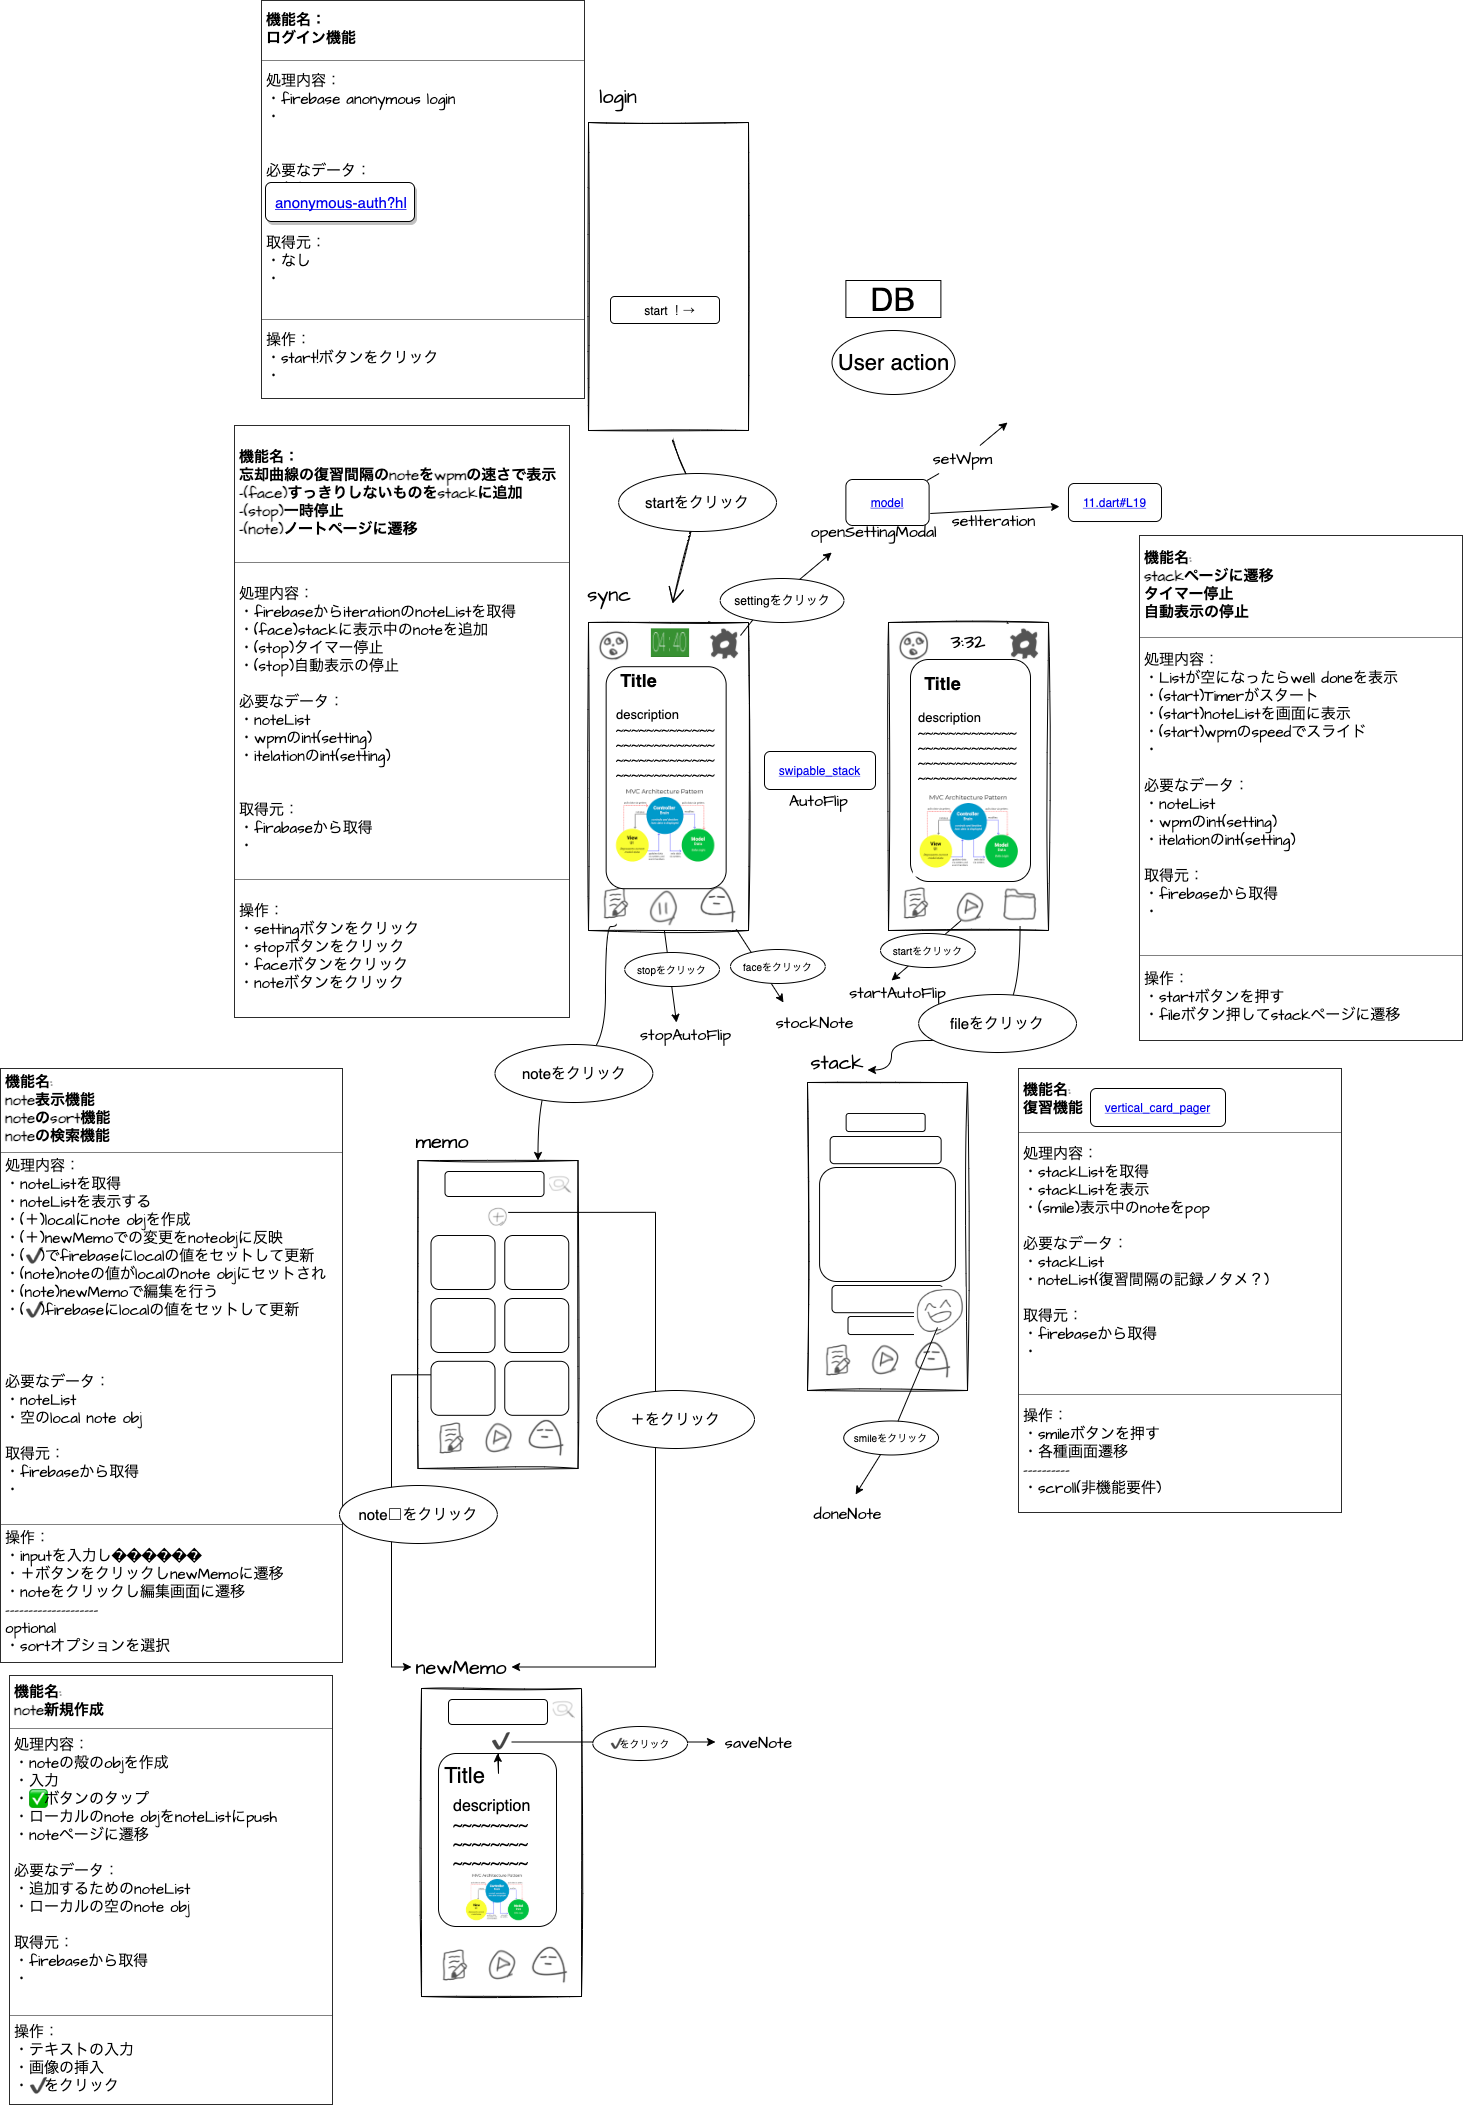 機能名：
ログイン機能
処理内容：
・firebase anonymous login
・
必要なデータ：
anonymous-auth?hl
取得元：
・なし
・
操作：
・start!ボタンをクリック
・
login
start ！→
DB
User action
機能名：
忘却曲線の復習間隔のnoteをwpmの速さで表示
-(face)すっきりしないものをstackに追加
-(stop)一時停止
-(note)ノートページに遷移
処理内容：
・firebaseからiterationのnoteListを取得
・(face)stackに表示中のnoteを追加
・(stop)タイマー停止
・(stop)自動表示の停止
必要なデータ：
・noteList
・wpmのint(setting)
・itelationのint(setting)
取得元：
・firabaseから取得
・
操作：
・settingボタンをクリック
・stopボタンをクリック
・faceボタンをクリック
・noteボタンをクリック
startをクリック
setWpm
model
11.dart#L19
setIteration
openSettingModal
settingをクリック
sync
04:40
Title
description
~~~~~~~~~~~~~~
~~~~~~~~~~~~~~
~~~~~~~~~~~~~~
~~~~~~~~~~~~~~
MVC Architecture Pattern
Controller
Brain
View
UI
Model
Data
swipable_stack
AutoFlip
3:32
Title
description
~~~~~~~~~~~~~~
~~~~~~~~~~~~~~
~~~~~~~~~~~~~~
~~~~~~~~~~~~~~
MVC Architecture Pattern
Controller
Brain
View
UI
Model
Data
機能名:
stackページに遷移
タイマー停止
自動表示の停止
処理内容：
・Listが空になったらwell doneを表示
・(start)Timerがスタート
・(start)noteListを画面に表示
・(start)wpmのspeedでスライド
・
必要なデータ：
・noteList
・wpmのint(setting)
・itelationのint(setting)
取得元：
・firebaseから取得
・
操作：
・startボタンを押す
・fileボタン押してstackページに遷移
stopをクリック
faceをクリック
startをクリック
startAutoFlip
stockNote
stopAutoFlip
fileをクリック
noteをクリック
stack
機能名:
note表示機能
noteのsort機能
noteの検索機能
処理内容：
・noteListを取得
・noteListを表示する
・(＋)localにnote objを作成
・(＋)newMemoでの変更をnoteobjに反映
・(✔)でfirebaseにlocalの値をセットして更新
・(note)noteの値がlocalのnote objにセットされ
・(note)newMemoで編集を行う
・(✔)firebaseにlocalの値をセットして更新
必要なデータ：
・noteList
・空のlocal note obj
取得元：
・firebaseから取得
・
操作：
・inputを入力し������
・＋ボタンをクリックしnewMemoに遷移
・noteをクリックし編集画面に遷移
--------------------
optional
・sortオプションを選択
memo
＋をクリック
note□をクリック
機能名:
復習機能
vertical_card_pager
処理内容：
・stackListを取得
・stackListを表示
・(smile)表示中のnoteをpop
必要なデータ：
・stackList
・noteList(復習間隔の記録ノタメ？)
取得元：
・firebaseから取得
・
操作：
・smileボタンを押す
・各種画面遷移
----------
・scroll(非機能要件)
smileをクリック
doneNote
newMemo
✔をクリック
saveNote
Title
description
~~~~~~~~
~~~~~~~~
~~~~~~~~
MVC Architecture Pattern
Controller
View
Model
機能名:
note新規作成
処理内容：
・noteの殻のobjを作成
・入力
・✅ボタンのタップ
・ローカルのnote objをnoteListにpush
・noteページに遷移
必要なデータ：
・追加するためのnoteList
・ローカルの空のnote obj
取得元：
・firebaseから取得
・
操作：
・テキストの入力
・画像の挿入
・✔をクリック